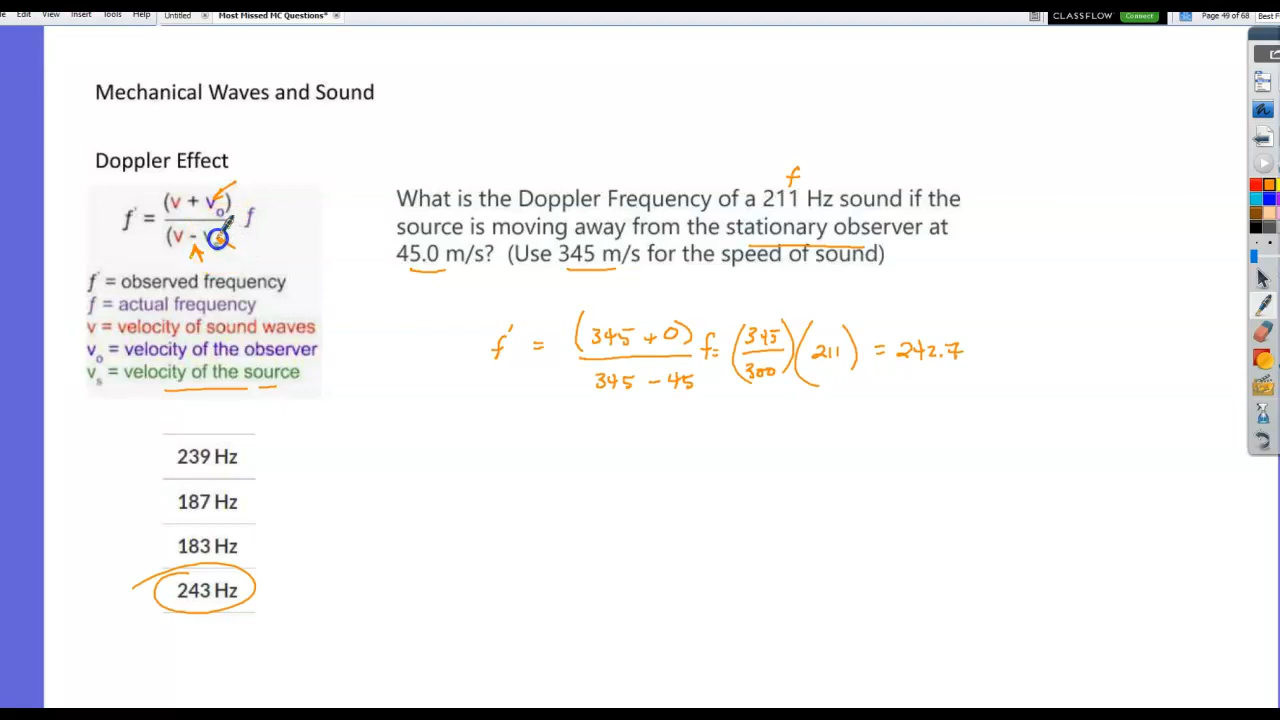 Edit View Insert Tools Help Untitled Most Missed MC Questions* CLASSFLOW Connect Page 49 of 68 Best F
Mechanical Waves and Sound
Doppler Effect
f' = (v + v₀) f
(v -
f' = observed frequency
f = actual frequency
v = velocity of sound waves
v₀ = velocity of the observer
vₛ = velocity of the source
f
What is the Doppler Frequency of a 211 Hz sound if the
source is moving away from the stationary observer at
45.0 m/s? (Use 345 m/s for the speed of sound)
f' = (345 + 0) f = (345) (211) = 242.7
345 - 45 300
239 Hz
187 Hz
183 Hz
243 Hz